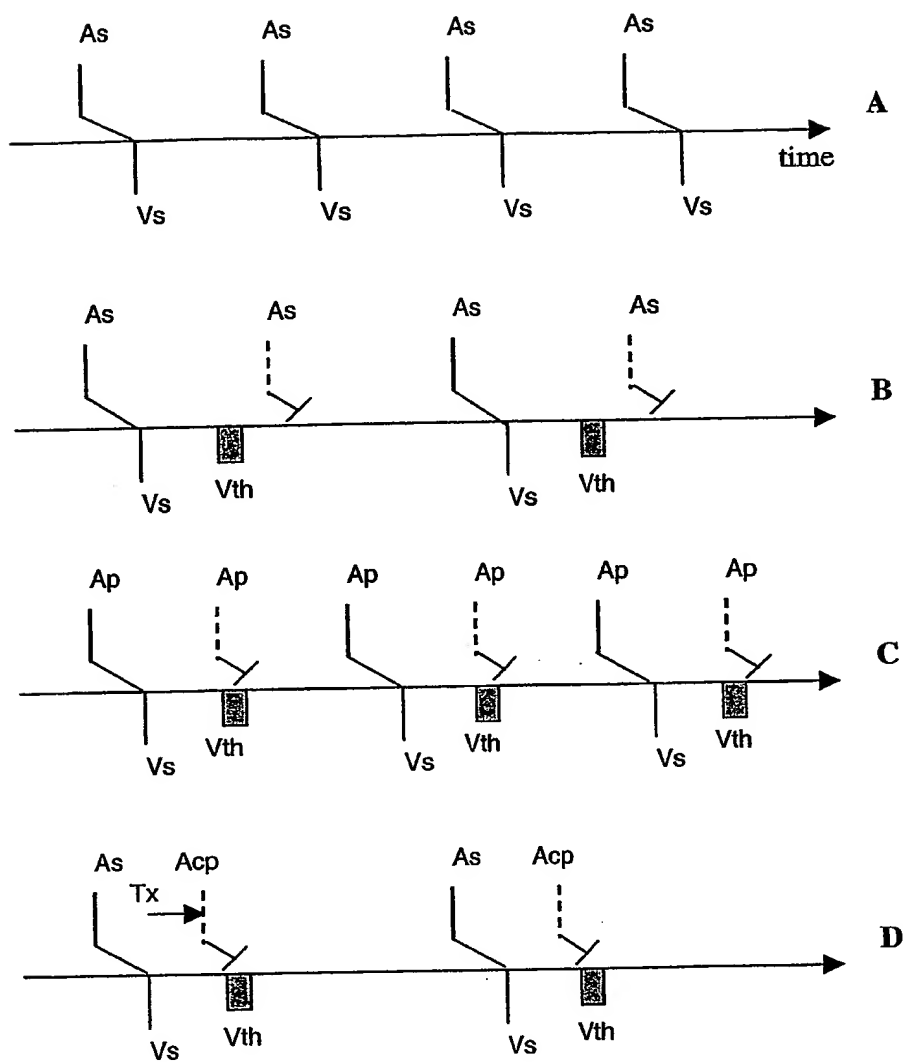 As As As As
A
time
Vs Vs Vs Vs
As As As As
B
Vs Vth Vs Vth
Ap Ap Ap Ap Ap Ap
C
Vs Vth Vs Vth Vs Vth
As Acp As Acp
Tx
D
Vs Vth Vs Vth